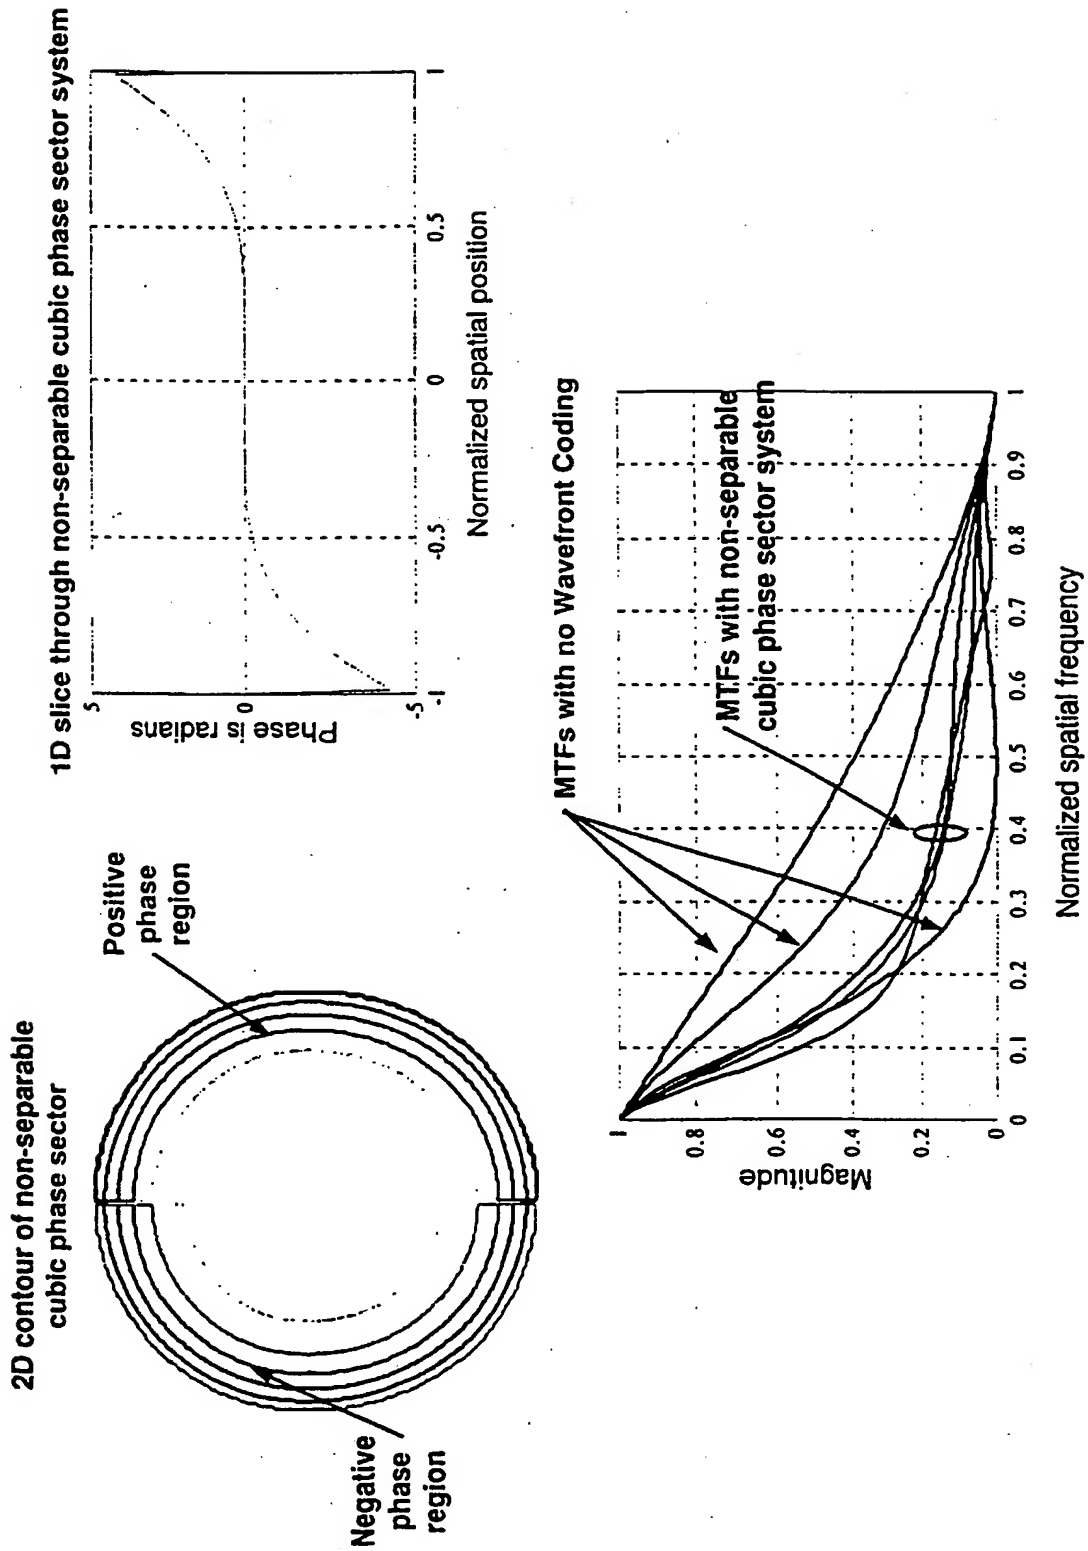 2D contour of non-separable
cubic phase sector
Positive
phase
region
Negative
phase
region
1D slice through non-separable cubic phase sector system
Phase is radians
5
0
-5
-1
-0.5
0
0.5
1
Normalized spatial position
MTFs with no Wavefront Coding
MTFs with non-separable
cubic phase sector system
Magnitude
1
0.8
0.6
0.4
0.2
0
0
0.1
0.2
0.3
0.4
0.5
0.6
0.7
0.8
0.9
1
Normalized spatial frequency